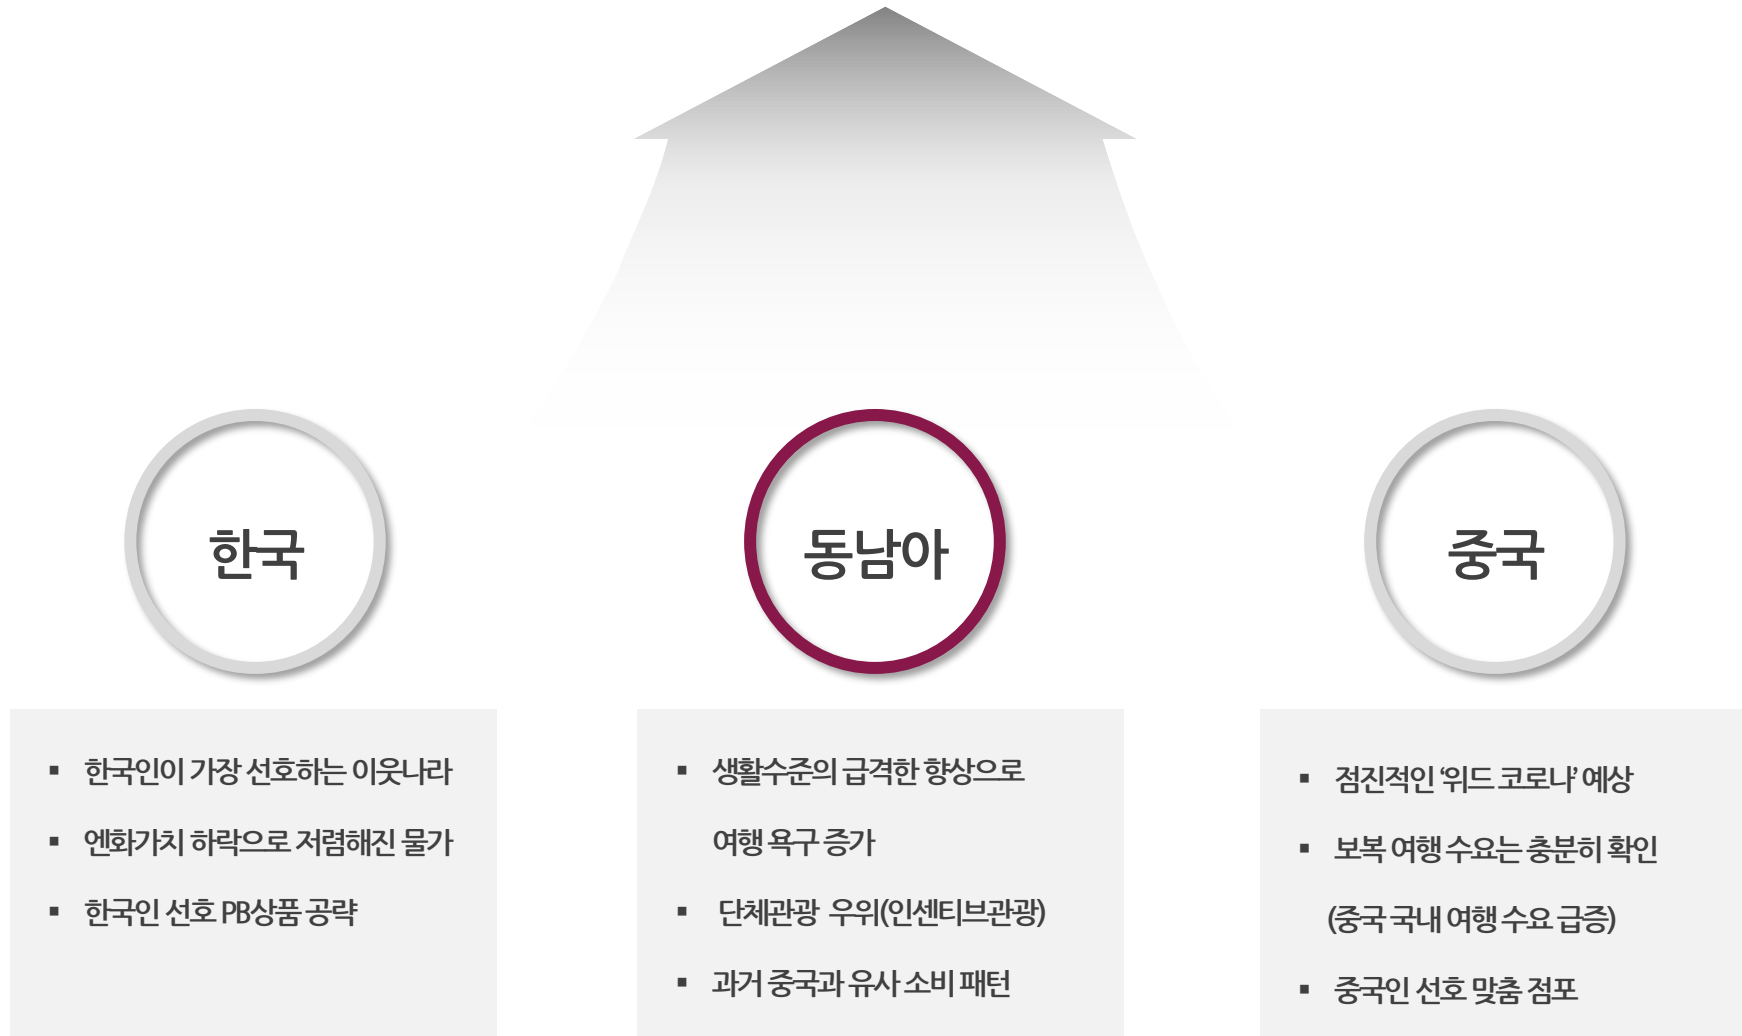 한국
▪ 한국인이 가장 선호하는 이웃나라
▪ 엔화가치 하락으로 저렴해진 물가
▪ 한국인 선호 PB상품 공략
동남아
▪ 생활수준의 급격한 향상으로
여행 욕구 증가
▪ 단체관광 우위(인센티브관광)
▪ 과거 중국과 유사 소비 패턴
중국
▪ 점진적인 ‘위드 코로나’ 예상
▪ 보복 여행 수요는 충분히 확인
(중국 국내 여행 수요 급증)
▪ 중국인 선호 맞춤 점포